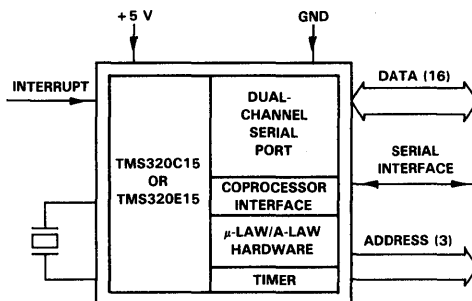 +5 V
GND
INTERRUPT
DATA (16)
DUAL-
CHANNEL
SERIAL
PORT
TMS320C15
OR
TMS320E15
SERIAL
INTERFACE
COPROCESSOR
INTERFACE
μ-LAW/A-LAW
HARDWARE
ADDRESS (3)
TIMER